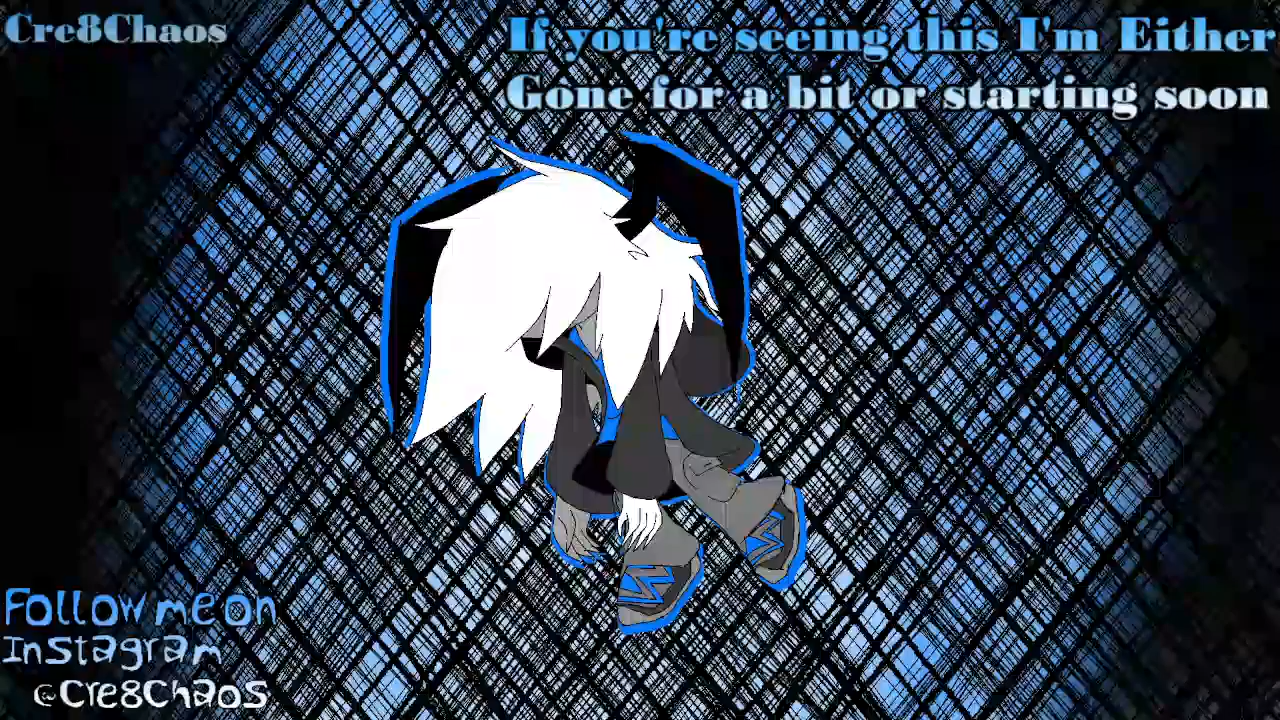 Cre8Chaos
If you're seeing this I'm Either
Gone for a bit or starting soon
Follow me on
Instagram
@Cre8Chaos